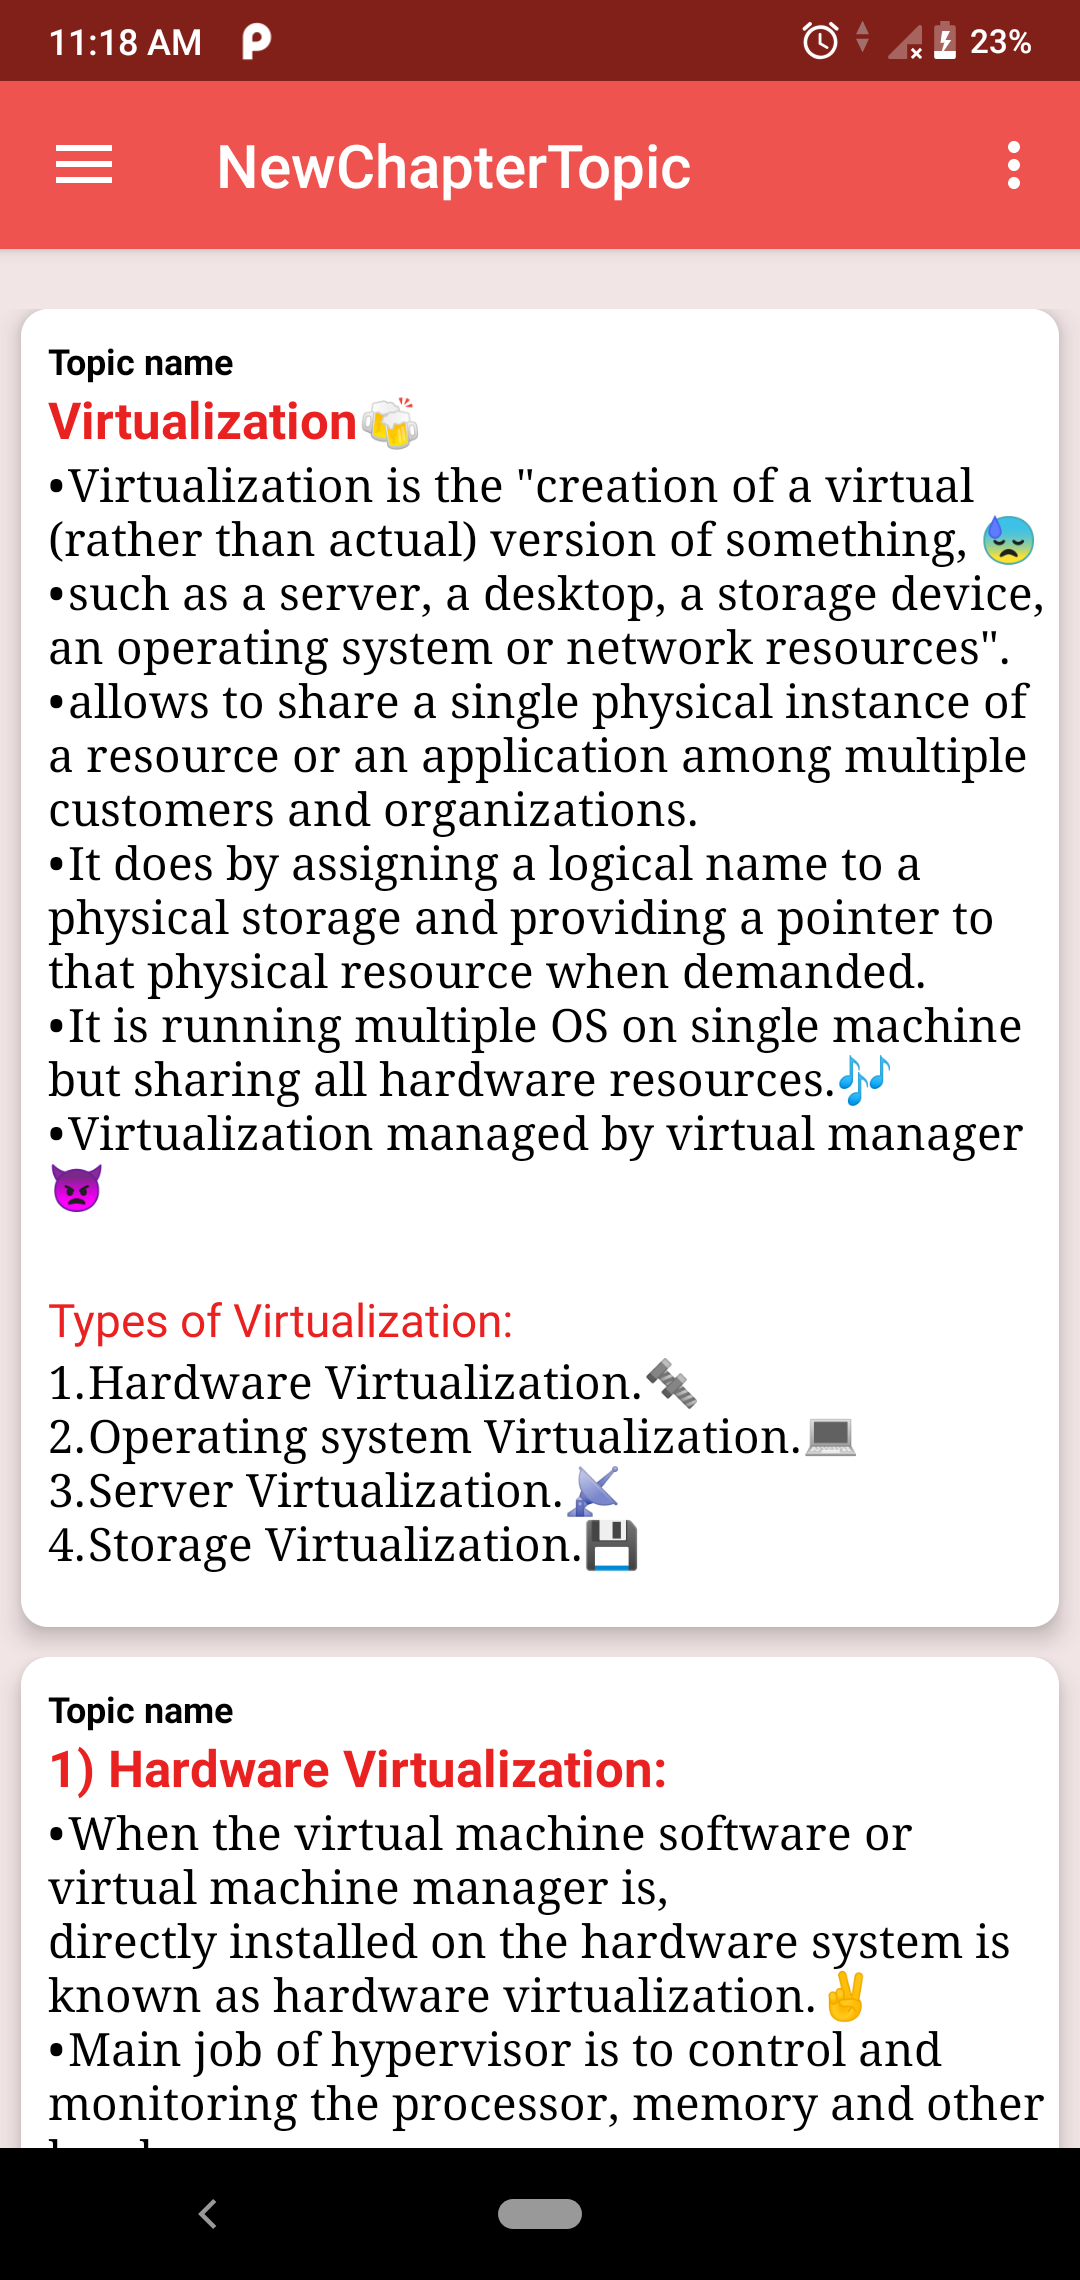 11:18 AM
23%
NewChapterTopic
Topic name
Virtualization🍻
•Virtualization is the "creation of a virtual
(rather than actual) version of something, 😓
•such as a server, a desktop, a storage device,
an operating system or network resources".
•allows to share a single physical instance of
a resource or an application among multiple
customers and organizations.
•It does by assigning a logical name to a
physical storage and providing a pointer to
that physical resource when demanded.
•It is running multiple OS on single machine
but sharing all hardware resources.🎶
•Virtualization managed by virtual manager
👿
Types of Virtualization:
1.Hardware Virtualization.🔩
2.Operating system Virtualization.💻
3.Server Virtualization.📡
4.Storage Virtualization.💾
Topic name
1) Hardware Virtualization:
•When the virtual machine software or
virtual machine manager is,
directly installed on the hardware system is
known as hardware virtualization.✌
•Main job of hypervisor is to control and
monitoring the processor, memory and other